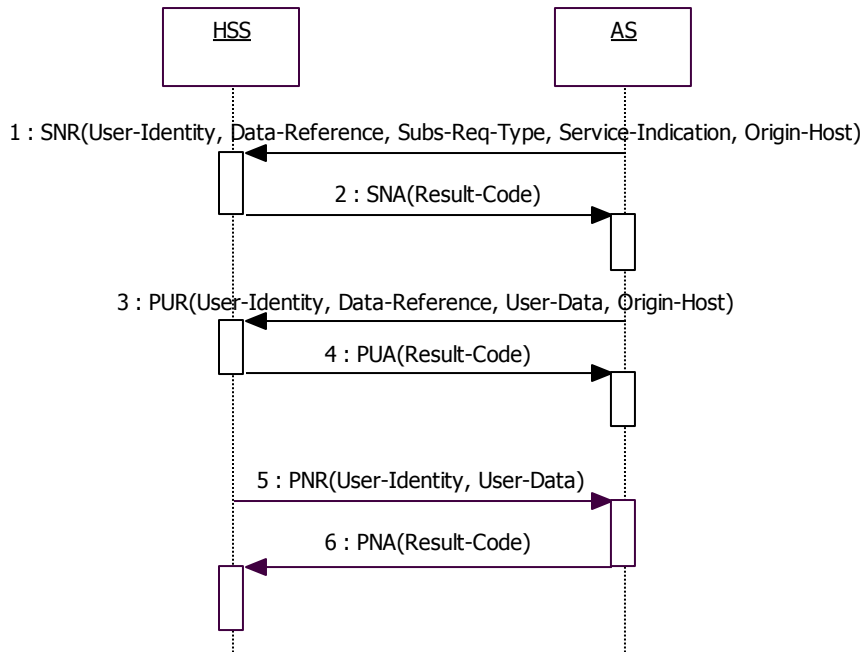 HSS
AS
1 : SNR(User-Identity, Data-Reference, Subs-Req-Type, Service-Indication, Origin-Host)
2 : SNA(Result-Code)
3 : PUR(User-Identity, Data-Reference, User-Data, Origin-Host)
4 : PUA(Result-Code)
5 : PNR(User-Identity, User-Data)
6 : PNA(Result-Code)